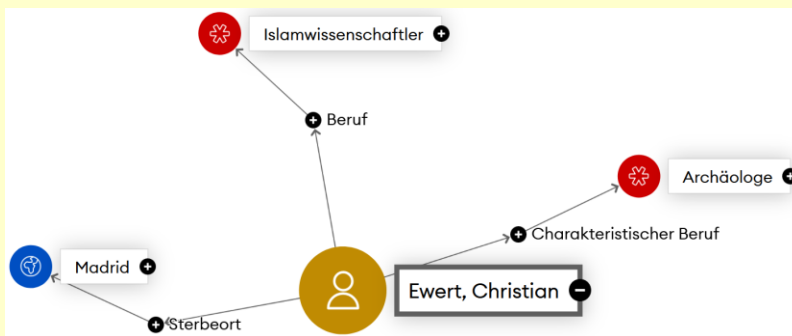 Islamwissenschaftler
Beruf
Archäologe
Charakteristischer Beruf
Madrid
Ewert, Christian
Sterbeort